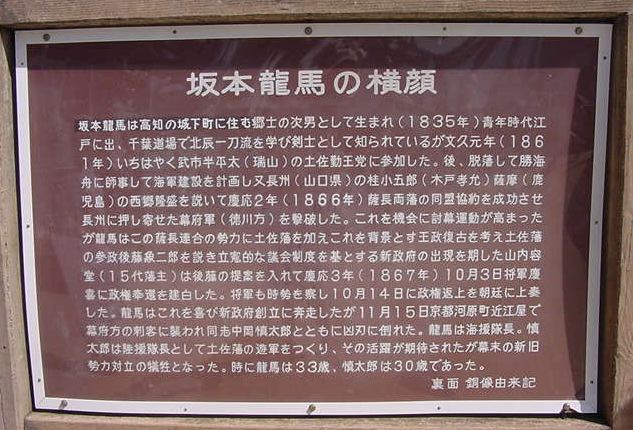 坂本龍馬の横顔
坂本龍馬は高知の城下町に住む郷士の次男として生まれ(1835年)青年時代江
戸に出、千葉道場で北辰一刀流を学び剣士として知られているが文久元年(186
1年)いちはやく武市半平太(瑞山)の土佐勤王党に参加した。後、脱藩して勝海
舟に師事して海軍建設を計画し又長州(山口県)の桂小五郎(木戸孝允)薩摩(鹿
児島)の西郷隆盛を説いて慶応2年(1866年)薩長両藩の同盟協約を成功させ
長州に押し寄せた幕府軍(徳川方)を撃破した。これを機会に討幕運動が高まった
が龍馬はこの薩長連合の勢力に土佐藩を加えこれを背景とす王政復古を考え土佐藩
の参政後藤象二郎を説き立憲的な議会制度を基とする新政府の出現を期した山内容
堂(15代藩主)は後藤の提案を入れて慶応3年(1867年)10月3日将軍慶
喜に政権奉還を建白した。将軍も時勢を察し10月14日に政権返上を朝廷に上奏
した。龍馬はこれを喜び新政府創立に奔走したが11月15日京都河原町近江屋で
幕府方の刺客に襲われ同志中岡慎太郎とともに凶刃に倒れた。龍馬は海援隊長。慎
太郎は陸援隊長として土佐藩の遊軍をつくり、その活躍が期待されたが幕末の新旧
勢力対立の犠牲となった。時に龍馬は33歳、慎太郎は30歳であった。
裏面 銅像由来記